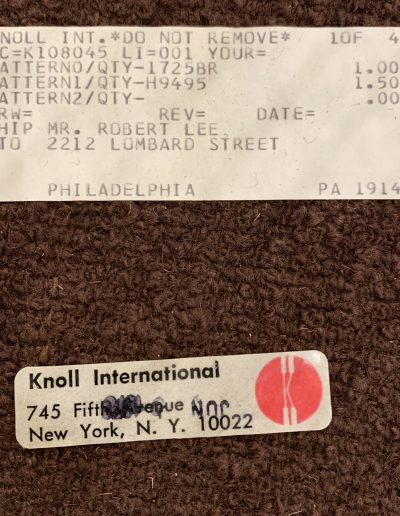 NOLL INT.*DO NOT REMOVE* 1OF 4
C=K108045 LI=001 YOUR=
ATTERN0/QTY-1725BR 1.00
ATTERN1/QTY-H9495 1.50
ATTERN2/QTY- .00
RW= REV= DATE=
HIP MR. ROBERT LEE
TO 2212 LOMBARD STREET
PHILADELPHIA PA 1914
Knoll International
745 Fifth Avenue
New York, N. Y. 10022